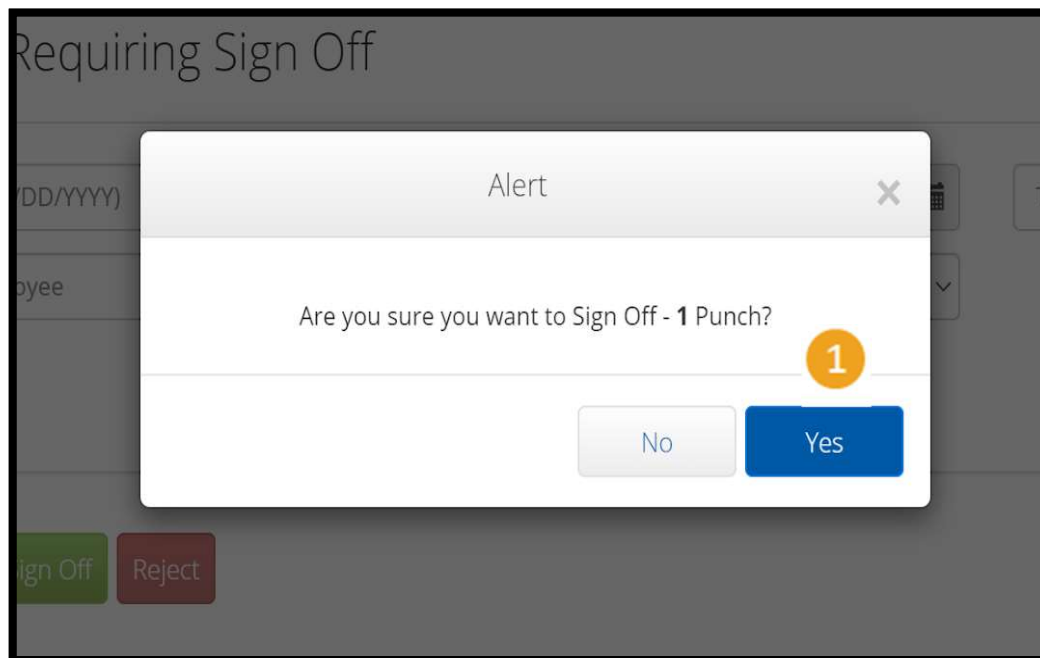 Requiring Sign Off
Alert ×
/DD/YYYY)
oyee
Are you sure you want to Sign Off - 1 Punch?
1
No Yes
Sign Off Reject